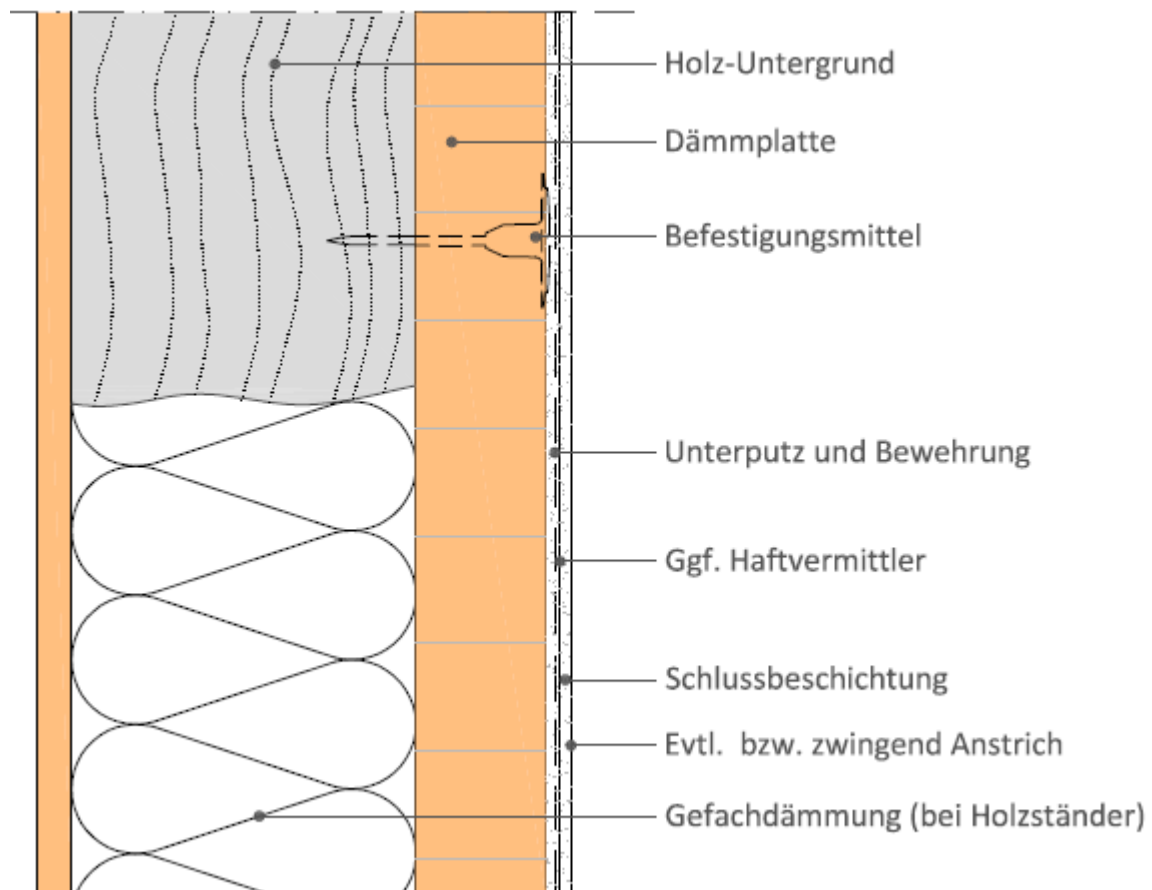 Holz-Untergrund
Dämmplatte
Befestigungsmittel
Unterputz und Bewehrung
Ggf. Haftvermittler
Schlussbeschichtung
Evtl.  bzw. zwingend Anstrich
Gefachdämmung (bei Holzständer)